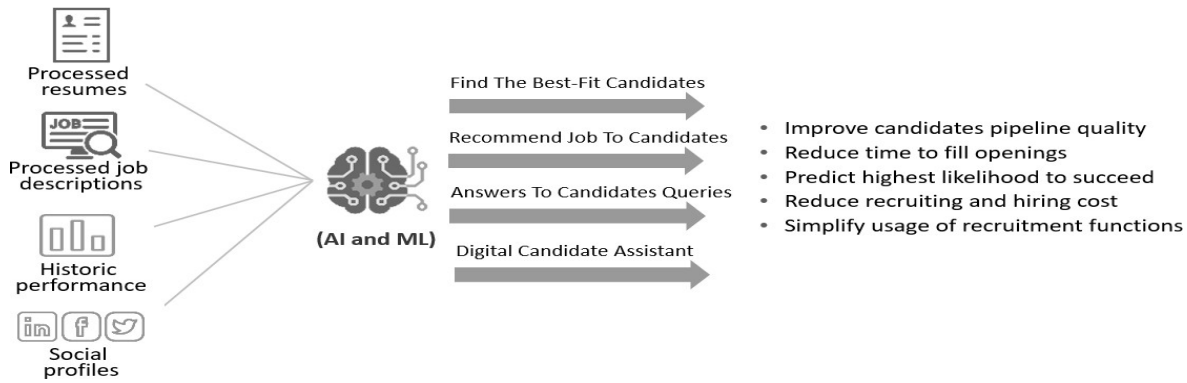 Processed
resumes
JOB
Processed job
descriptions
Historic
performance
in f
Social
profiles
(AI and ML)
Find The Best-Fit Candidates
Recommend Job To Candidates
Answers To Candidates Queries
Digital Candidate Assistant
• Improve candidates pipeline quality
• Reduce time to fill openings
• Predict highest likelihood to succeed
• Reduce recruiting and hiring cost
• Simplify usage of recruitment functions